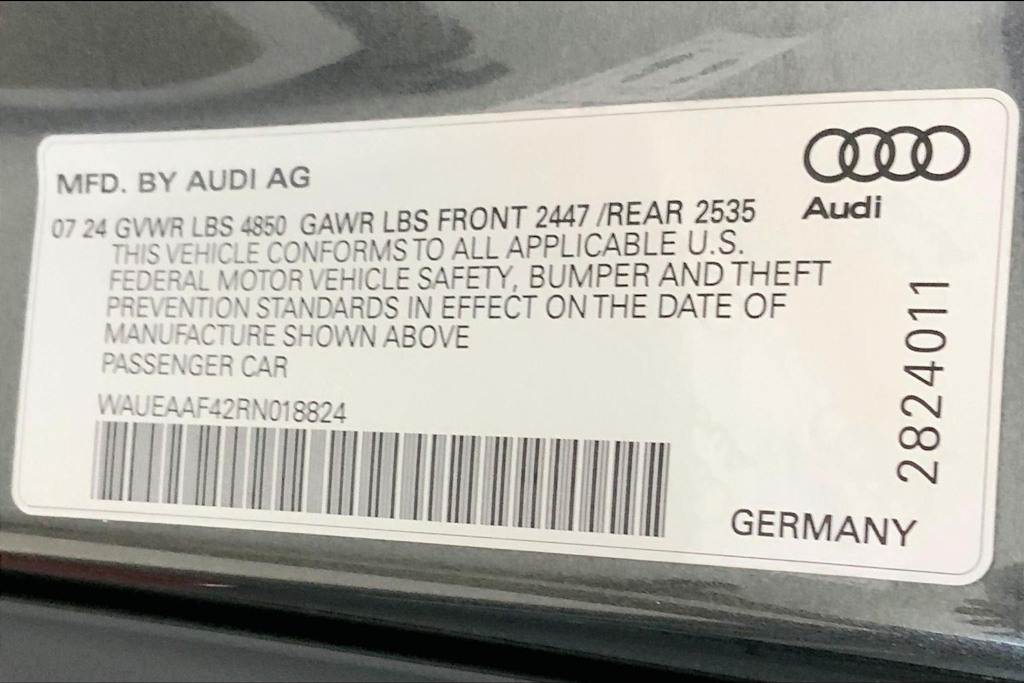 MFD. BY AUDI AG
07 24 GVWR LBS 4850 GAWR LBS FRONT 2447 /REAR 2535
THIS VEHICLE CONFORMS TO ALL APPLICABLE U.S.
FEDERAL MOTOR VEHICLE SAFETY, BUMPER AND THEFT
PREVENTION STANDARDS IN EFFECT ON THE DATE OF
MANUFACTURE SHOWN ABOVE
PASSENGER CAR
WAUEAAF42RN018824
Audi
2824011
GERMANY